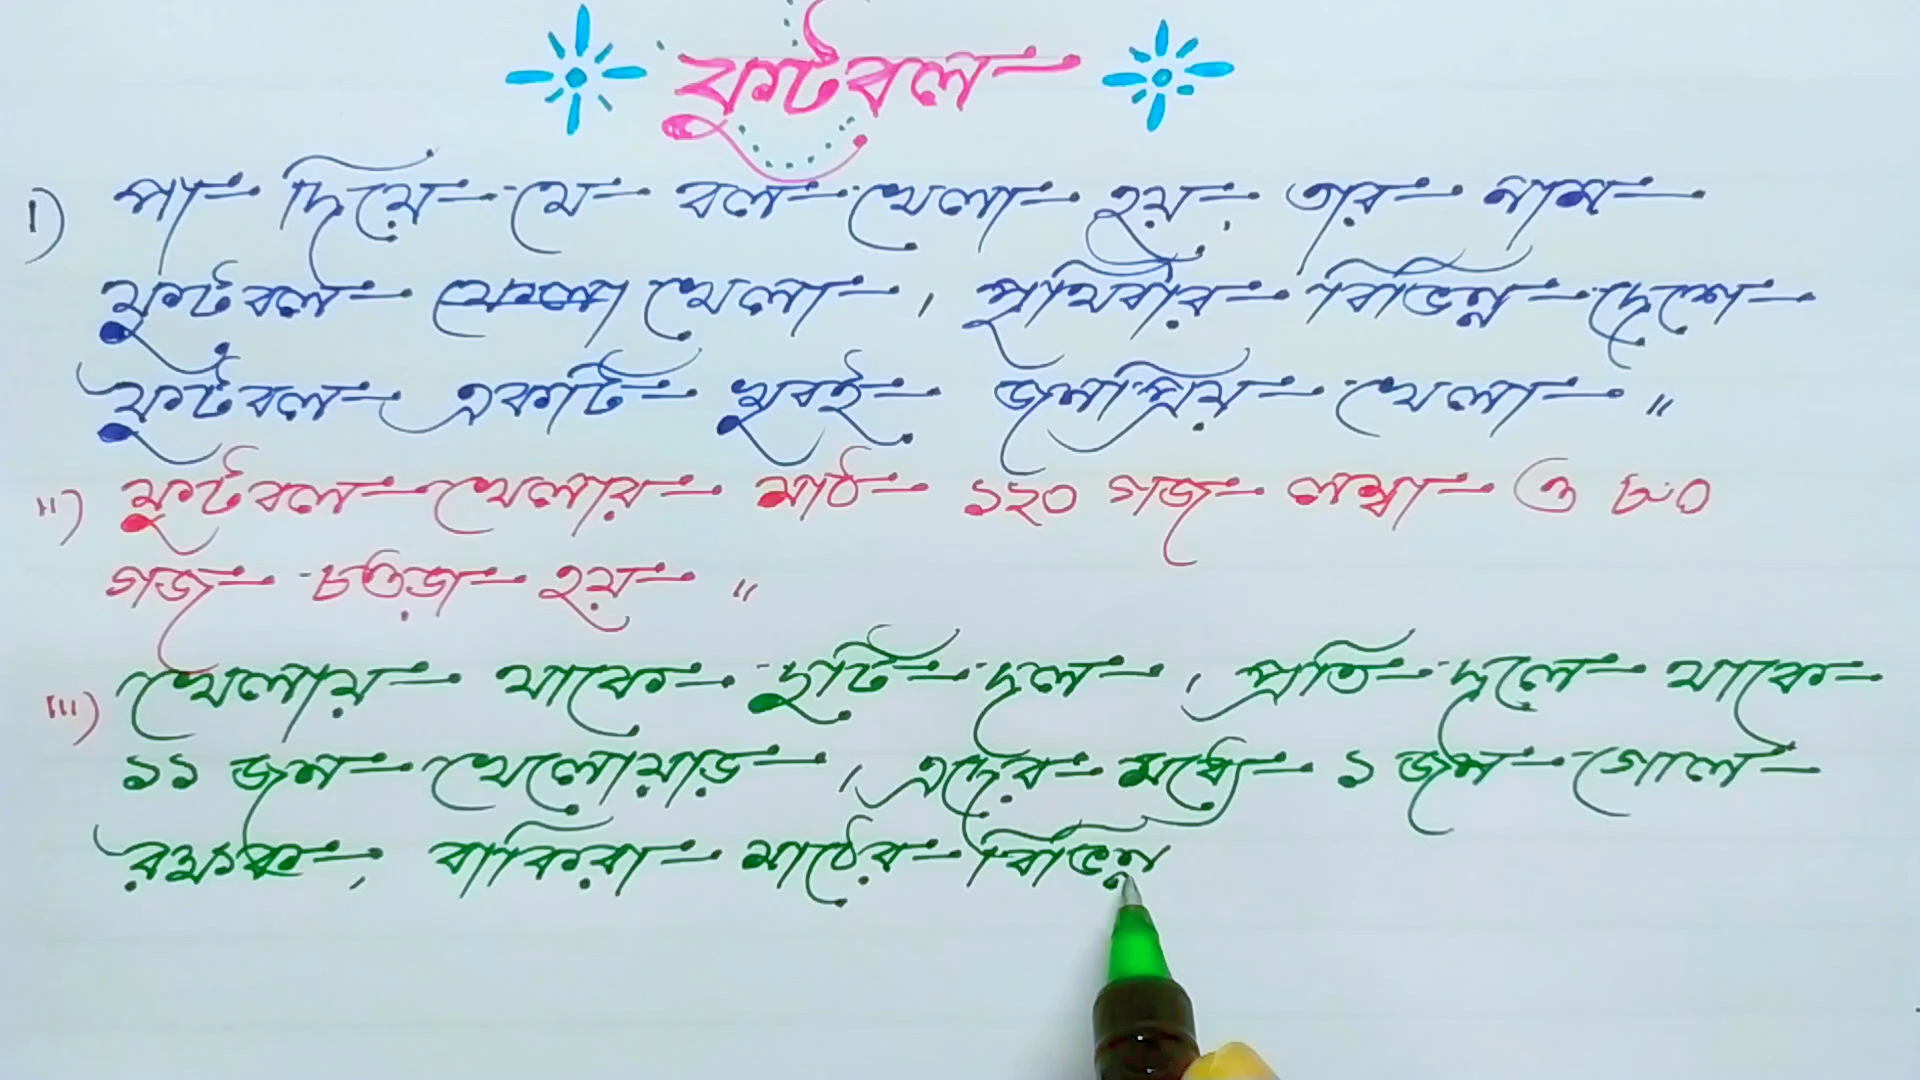 ফুটবল
i) পা দিয়ে যে বল খেলা হয়, তার নাম
ফুটবল খেলা । পৃথিবীর বিভিন্ন দেশে
ফুটবল একটি খুবই জনপ্রিয় খেলা ॥
ii) ফুটবল খেলার মাঠ ১২০ গজ লম্বা ও ৮০
গজ চওড়া হয় ॥
iii) খেলায় থাকে দুটি দল । প্রতি দলে থাকে
১১ জন খেলোয়াড় । এদের মধ্যে ১ জন গোল
রক্ষক, বাকিরা মাঠের বিভিন্ন